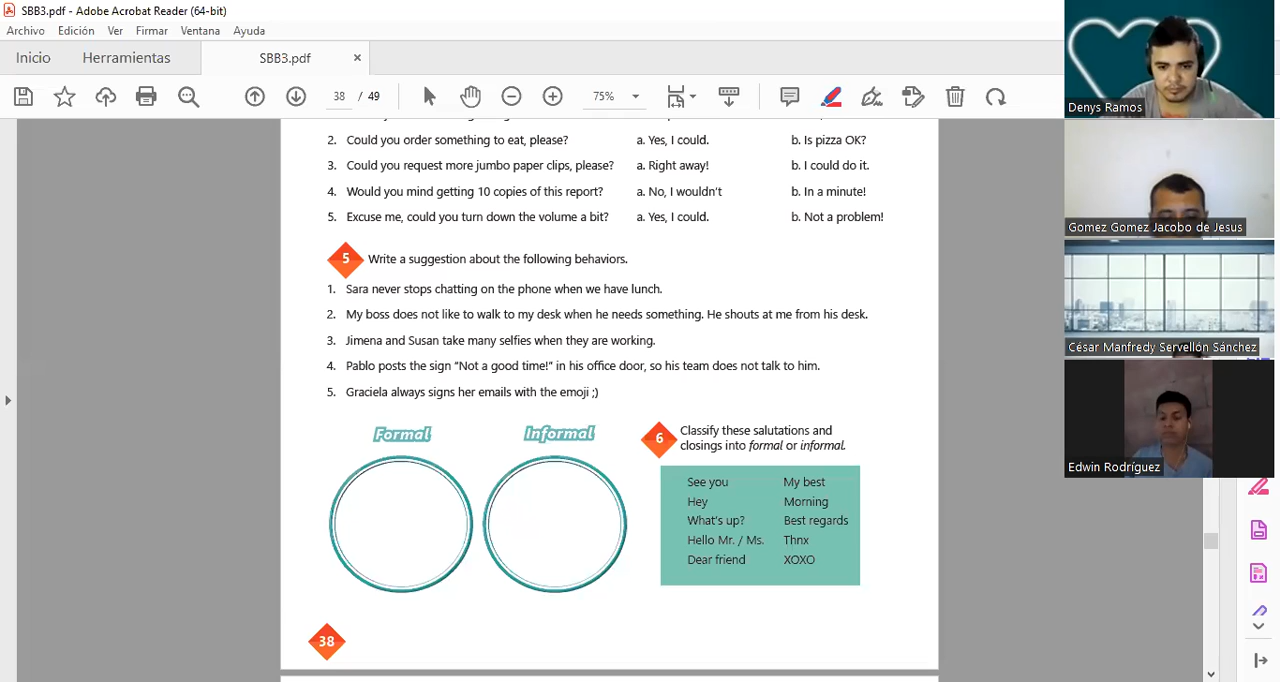 SBB3.pdf - Adobe Acrobat Reader (64-bit)
Archivo Edición Ver Firmar Ventana Ayuda
Inicio Herramientas SBB3.pdf ×
38 / 49 75%
2. Could you order something to eat, please? a. Yes, I could. b. Is pizza OK?
3. Could you request more jumbo paper clips, please? a. Right away! b. I could do it.
4. Would you mind getting 10 copies of this report? a. No, I wouldn't b. In a minute!
5. Excuse me, could you turn down the volume a bit? a. Yes, I could. b. Not a problem!
5 Write a suggestion about the following behaviors.
1. Sara never stops chatting on the phone when we have lunch.
2. My boss does not like to walk to my desk when he needs something. He shouts at me from his desk.
3. Jimena and Susan take many selfies when they are working.
4. Pablo posts the sign "Not a good time!" in his office door, so his team does not talk to him.
5. Graciela always signs her emails with the emoji ;)
Formal Informal
6 Classify these salutations and
closings into formal or informal.
See you My best
Hey Morning
What's up? Best regards
Hello Mr. / Ms. Thnx
Dear friend XOXO
38
Denys Ramos
Gomez Gomez Jacobo de Jesus
César Manfredy Servellón Sánchez
Edwin Rodríguez